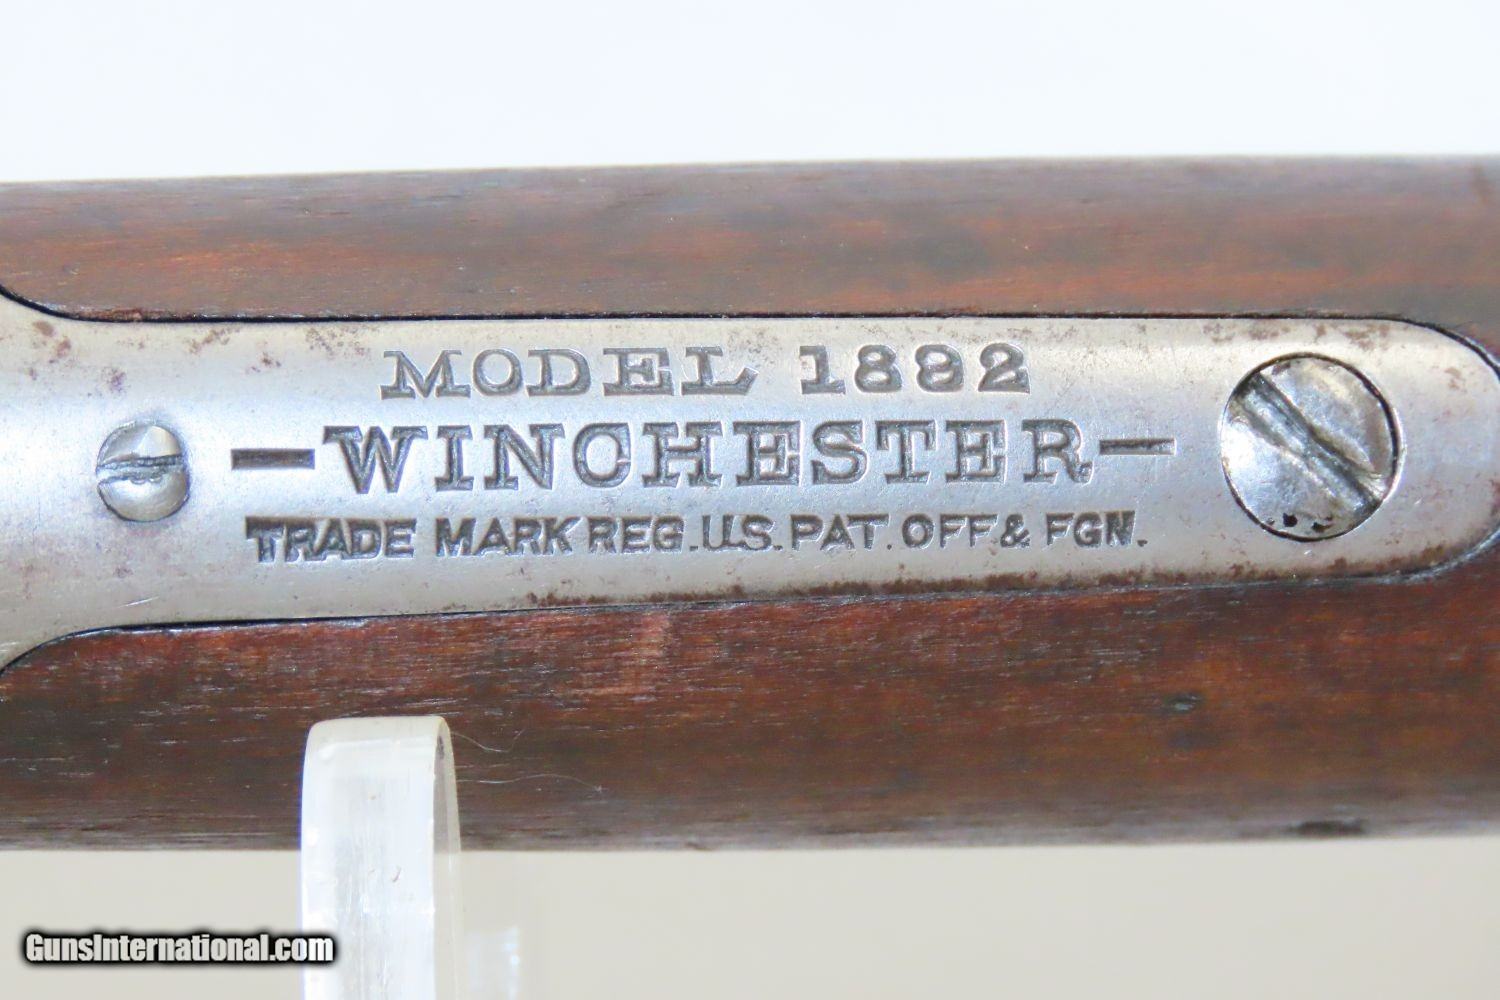 MODEL 1892
—WINCHESTER—
TRADE MARK REG. U.S. PAT. OFF. & FGN.
GunsInternational.com